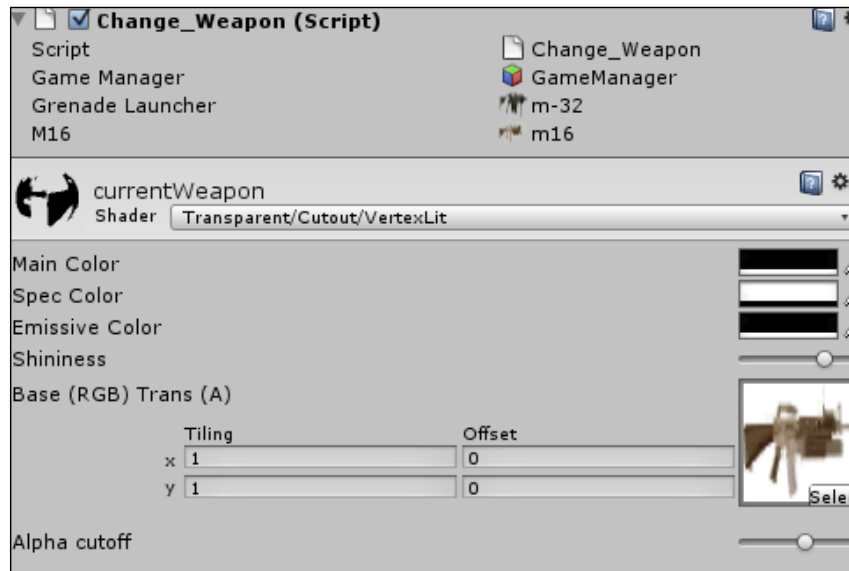 Change_Weapon (Script)
Script Change_Weapon
Game Manager GameManager
Grenade Launcher m-32
M16 m16
currentWeapon
Shader Transparent/Cutout/VertexLit
Main Color
Spec Color
Emissive Color
Shininess
Base (RGB) Trans (A)
Tiling Offset
x 1 0
y 1 0
Sele
Alpha cutoff